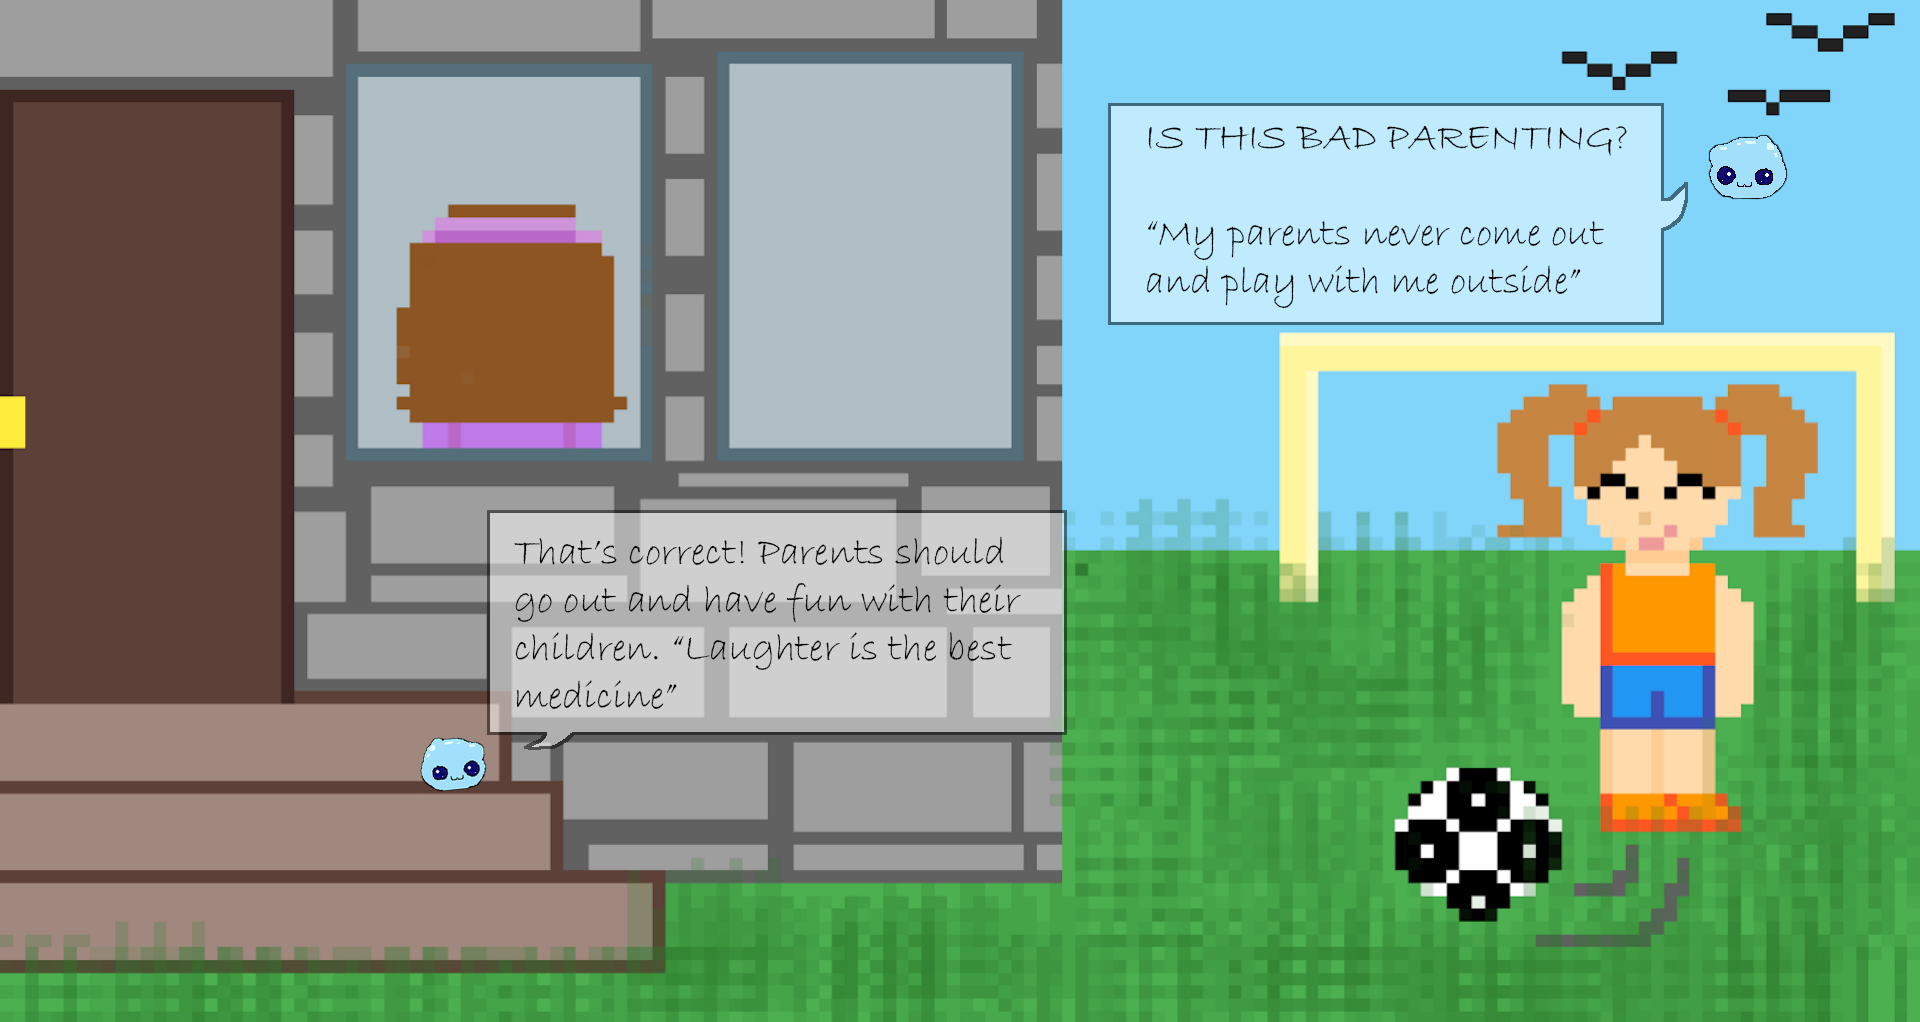 IS THIS BAD PARENTING?
“My parents never come out
and play with me outside”
That's correct! Parents should
go out and have fun with their
children. “Laughter is the best
medicine”